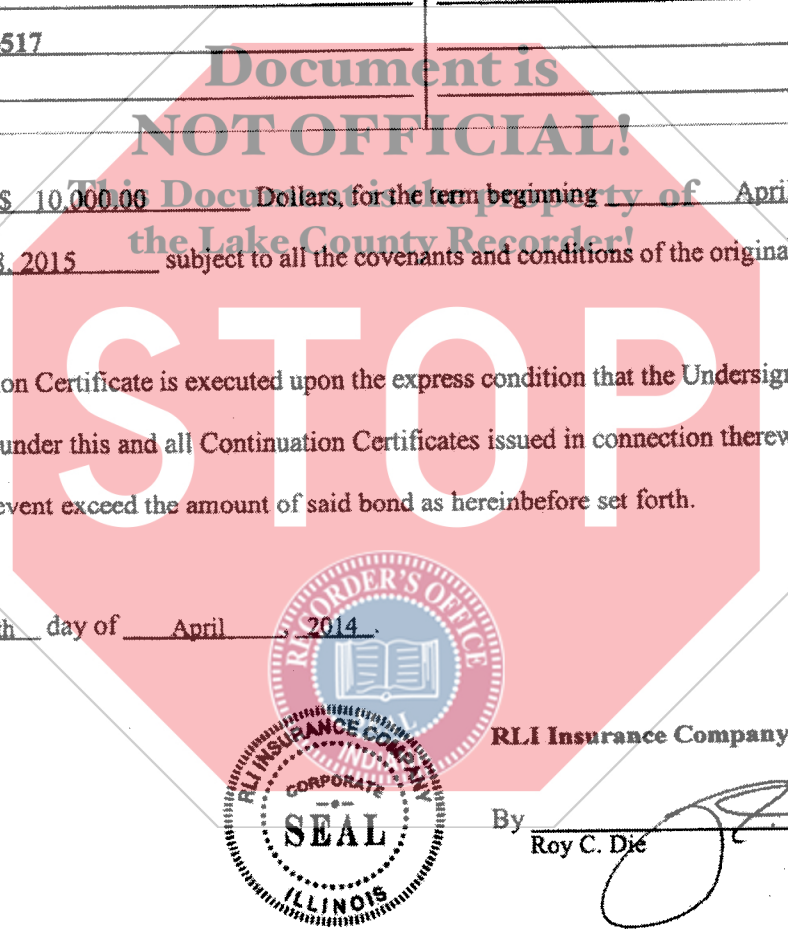 517
Document is
NOT OFFICIAL!
This Document is the property of
the Lake County Recorder!
$ 10,000.00 Dollars, for the term beginning April
2015 subject to all the covenants and conditions of the original
STOP
on Certificate is executed upon the express condition that the Undersign
under this and all Continuation Certificates issued in connection therew
event exceed the amount of said bond as hereinbefore set forth.
th day of April, 2014.
RECORDER'S OFFICE
SEAL
RLI INSURANCE COMPANY
CORPORATE
SEAL
ILLINOIS
RLI Insurance Company
By
Roy C. Die